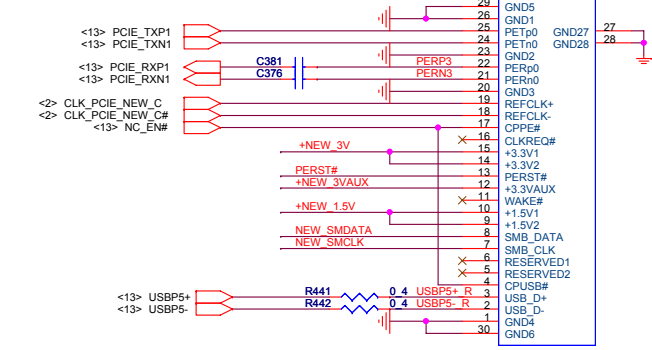 29 GND5
26 GND1
<13> PCIE_TXP1 25 PETp0 GND27 27
<13> PCIE_TXN1 24 PETn0 GND28 28
23 GND2
<13> PCIE_RXP1 C381 PERP3 22 PERp0
<13> PCIE_RXN1 C376 PERN3 21 PERn0
20 GND3
<2> CLK_PCIE_NEW_C 19 REFCLK+
<2> CLK_PCIE_NEW_C# 18 REFCLK-
<13> NC_EN# 17 CPPE#
16 CLKREQ#
+NEW_3V 15 +3.3V1
14 +3.3V2
PERST# 13 PERST#
+NEW_3VAUX 12 +3.3VAUX
11 WAKE#
+NEW_1.5V 10 +1.5V1
9 +1.5V2
NEW_SMDATA 8 SMB_DATA
NEW_SMCLK 7 SMB_CLK
6 RESERVED1
5 RESERVED2
4 CPUSB#
<13> USBP5+ R441 0_4 USBP5+_R 3 USB_D+
<13> USBP5- R442 0_4 USBP5-_R 2 USB_D-
1 GND4
30 GND6